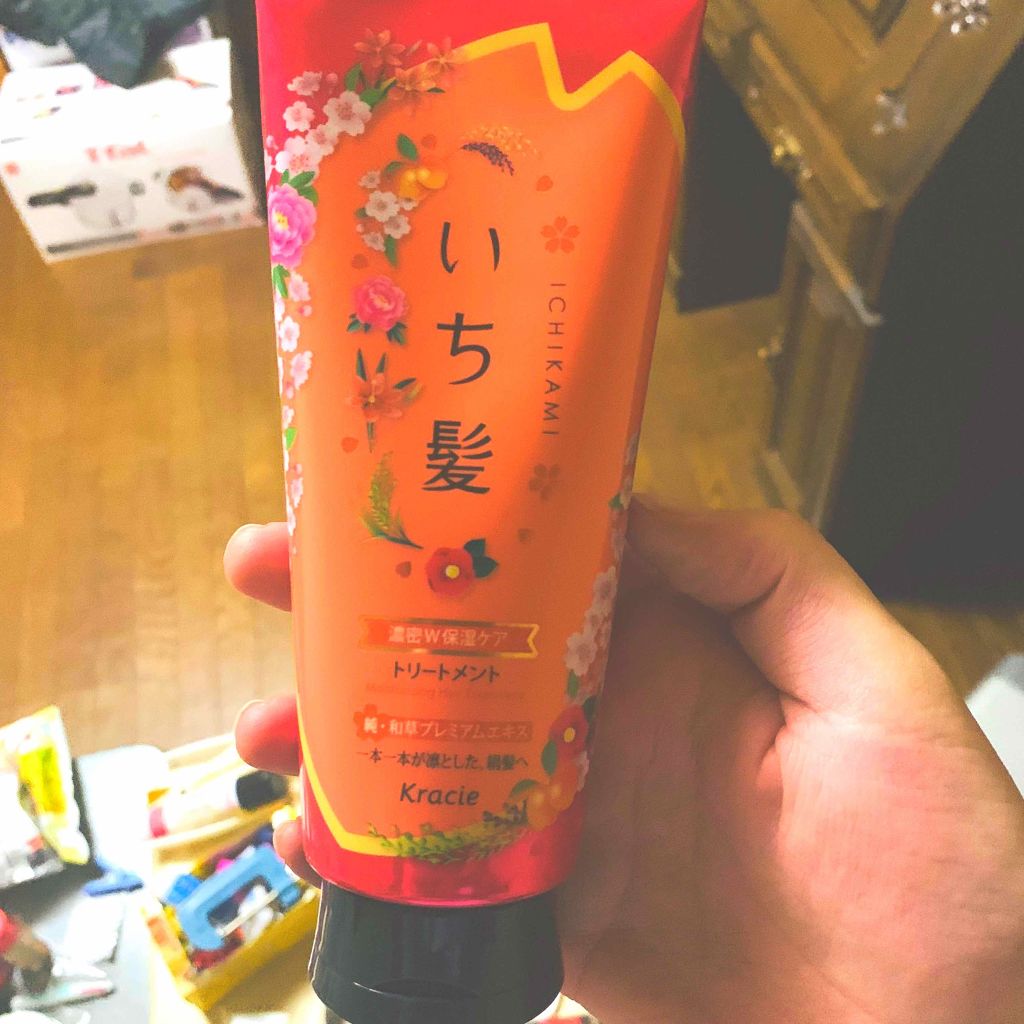 いち髪
ICHIKAMI
濃密W保湿ケア
トリートメント
純・和草プレミアムエキス
一本一本が凛とした、絹髪へ
Kracie